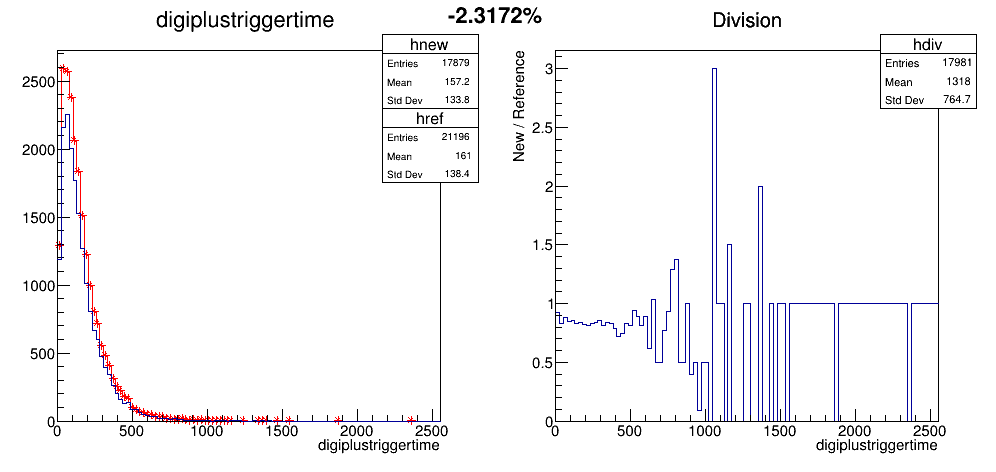 digiplustriggertime
-2.3172%
Division
hnew
Entries 17879
Mean 157.2
Std Dev 133.8
href
Entries 21196
Mean 161
Std Dev 138.4
2500
2000
1500
1000
500
0
0 500 1000 1500 2000 2500
digiplustriggertime
hdiv
Entries 17981
Mean 1318
Std Dev 764.7
New / Reference
3
2.5
2
1.5
1
0.5
0
0 500 1000 1500 2000 2500
digiplustriggertime